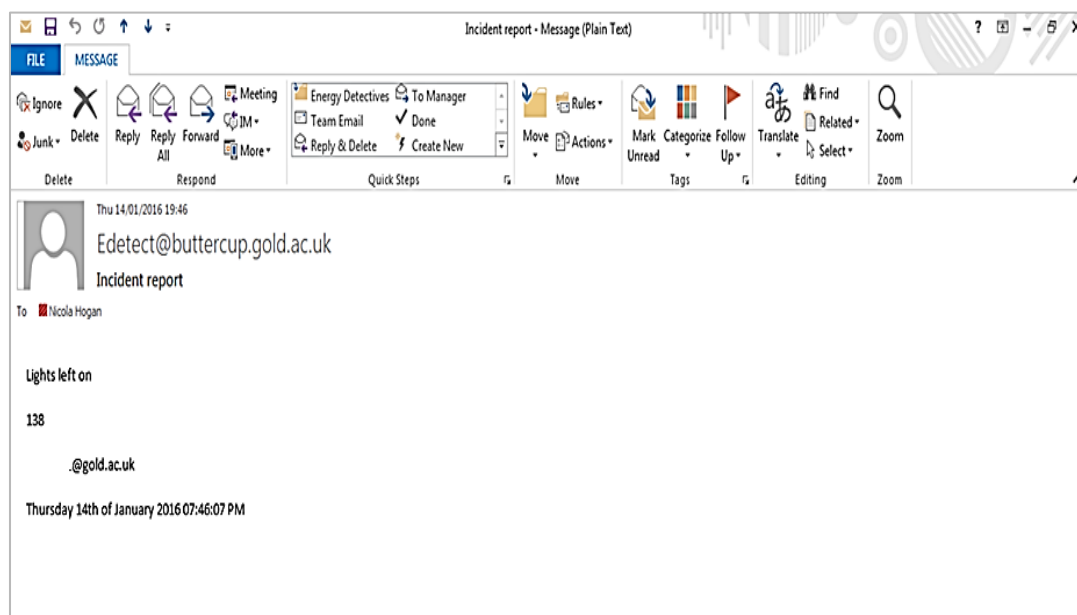 Incident report - Message (Plain Text)
?
FILE MESSAGE
Ignore
Junk
Delete
Reply
Reply All
Forward
Meeting
IM
More
Energy Detectives
To Manager
Team Email
Done
Reply & Delete
Create New
Move
Rules
Actions
Mark Unread
Categorize
Follow Up
Translate
Find
Related
Select
Zoom
Delete Respond Quick Steps Move Tags Editing Zoom
Thu 14/01/2016 19:46
Edetect@buttercup.gold.ac.uk
Incident report
To Nicola Hogan
Lights left on
138
.@gold.ac.uk
Thursday 14th of January 2016 07:46:07 PM